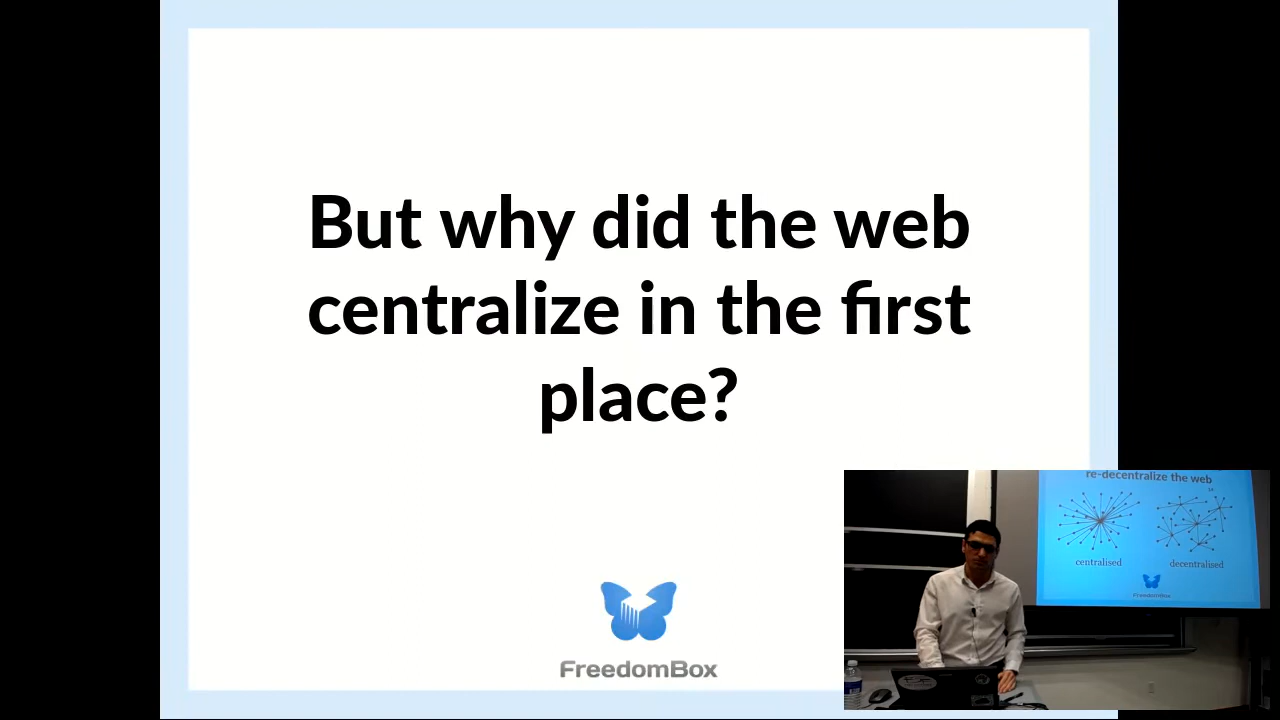 But why did the web
centralize in the first
place?
FreedomBox
re-decentralize the web
centralised
decentralised
FreedomBox